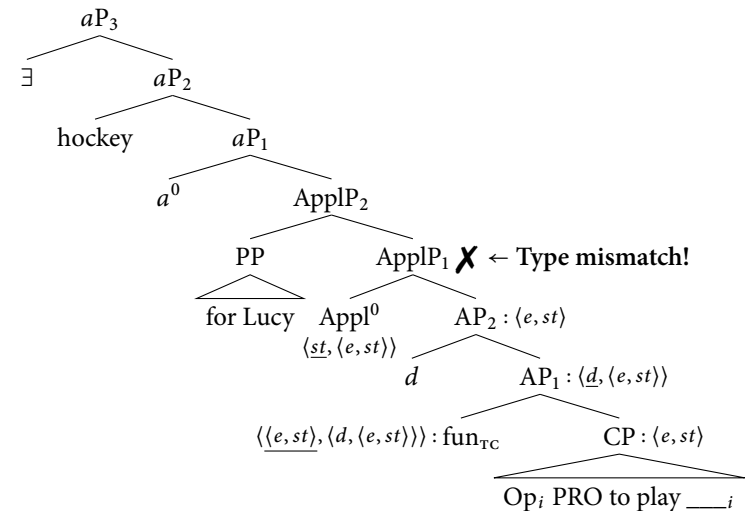 aP₃
∃ aP₂
hockey aP₁
a⁰ ApplP₂
PP ApplP₁ ✗ ← Type mismatch!
for Lucy Appl⁰ AP₂ : ⟨e, st⟩
⟨st, ⟨e, st⟩⟩
d AP₁ : ⟨d, ⟨e, st⟩⟩
⟨⟨e, st⟩, ⟨d, ⟨e, st⟩⟩⟩ : fun_TC CP : ⟨e, st⟩
Opᵢ PRO to play ___ᵢ